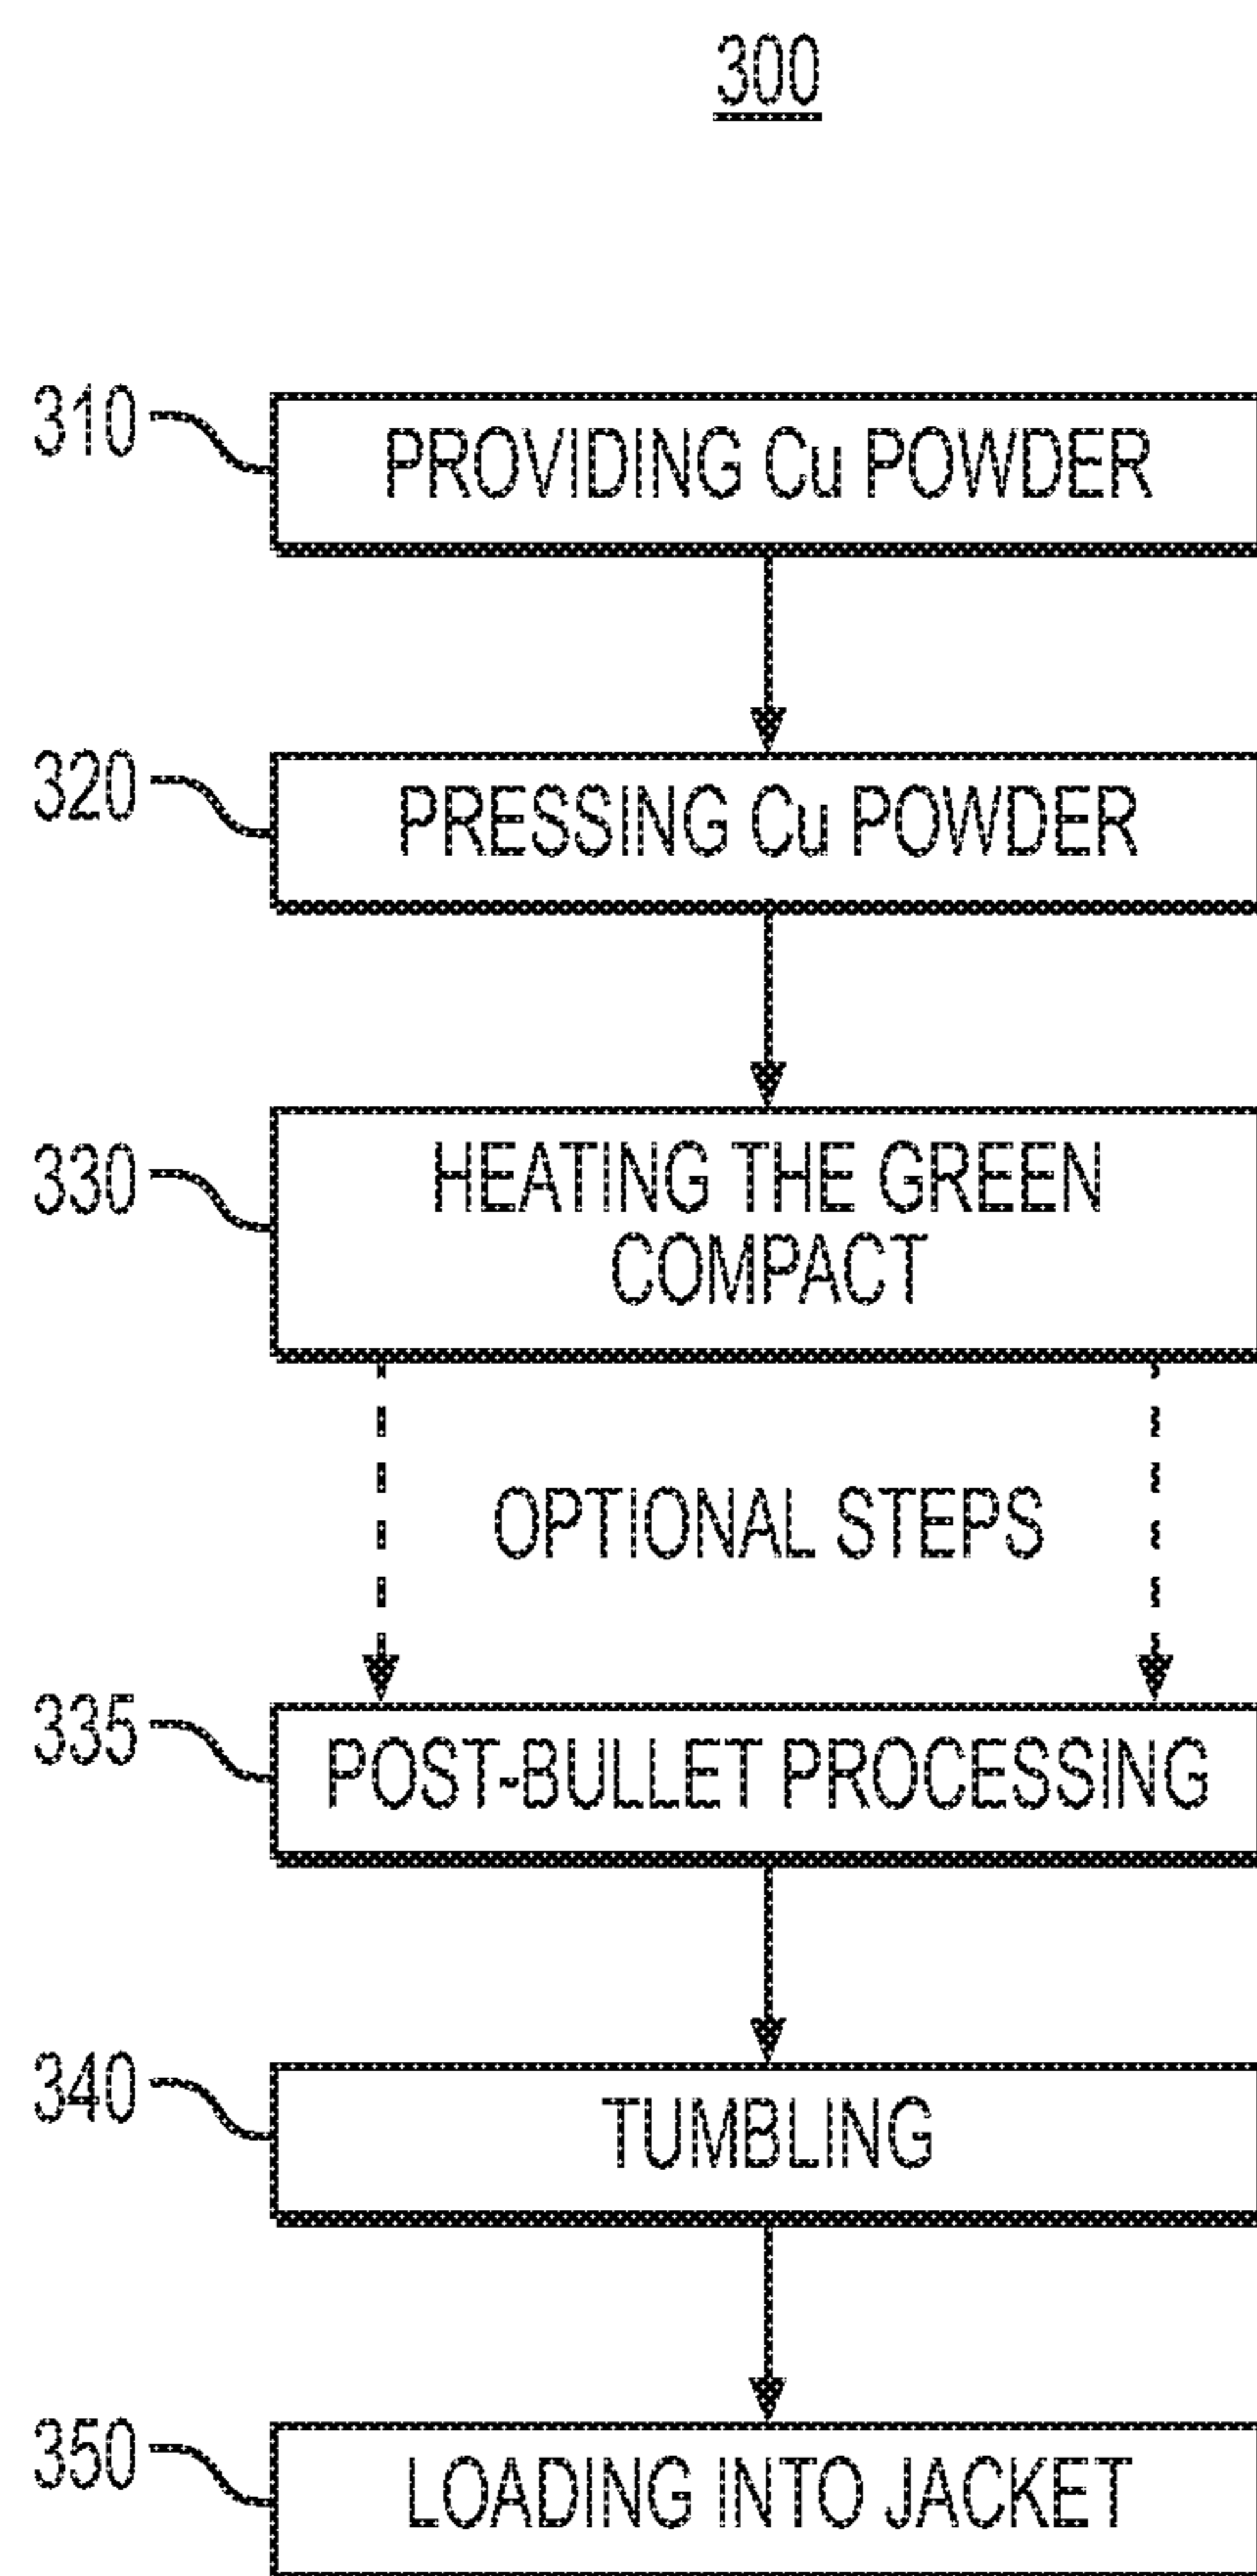 300
310
PROVIDING Cu POWDER
320
PRESSING Cu POWDER
330
HEATING THE GREEN
COMPACT
OPTIONAL STEPS
335
POST-BULLET PROCESSING
340
TUMBLING
350
LOADING INTO JACKET